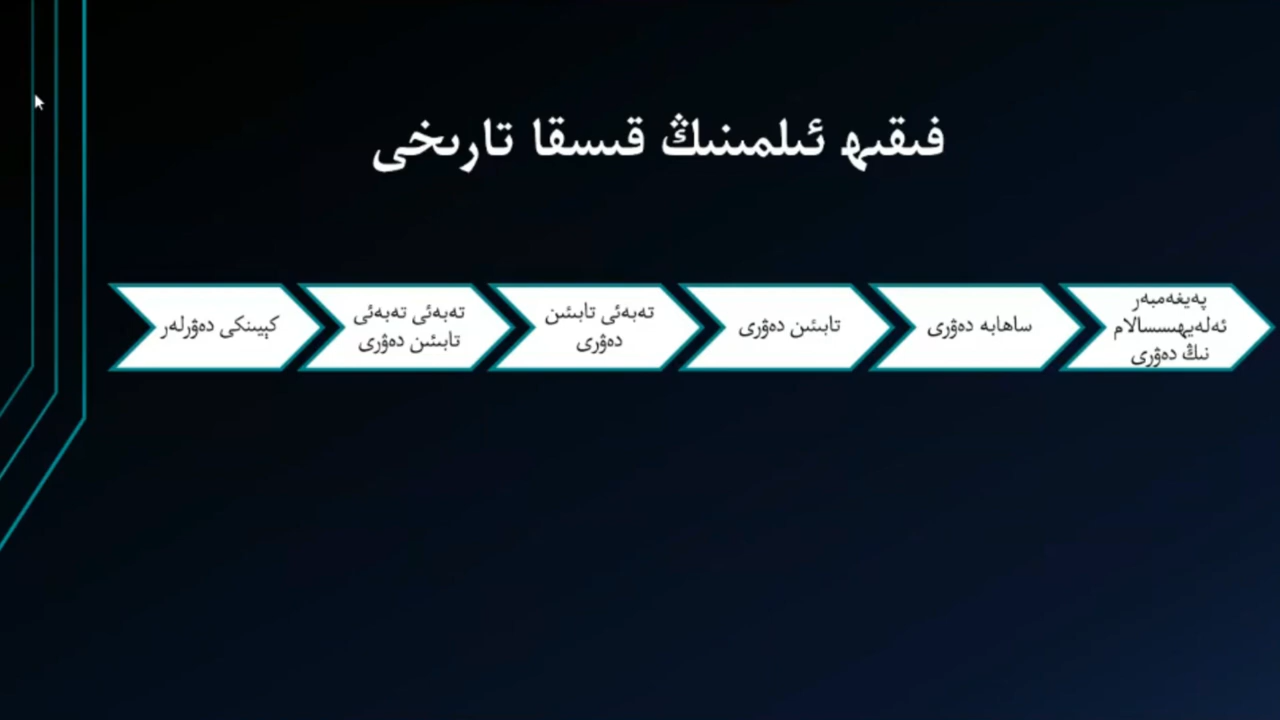 فىقىھ ئىلمىنىڭ قىسقا تارىخى
پەيغەمبەر
ئەلەيھىسسالام
نىڭ دەۋرى
ساھابە دەۋرى
تابىئىن دەۋرى
تەبەئى تابىئىن
دەۋرى
تەبەئى تەبەئى
تابىئىن دەۋرى
كېيىنكى دەۋرلەر